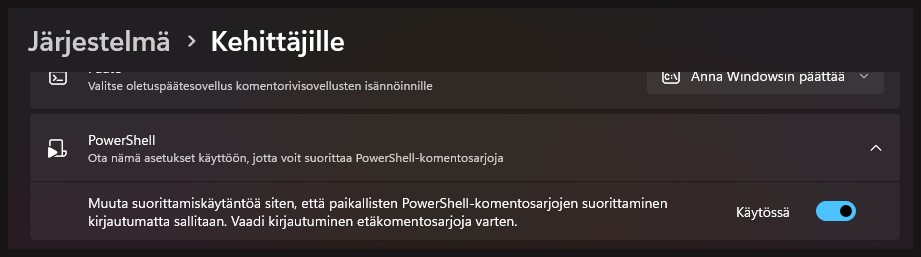 Järjestelmä > Kehittäjille
Valitse oletuspäätesovellus komentorivisovellusten isännöinnille
Anna Windowsin päättää
PowerShell
Ota nämä asetukset käyttöön, jotta voit suorittaa PowerShell-komentosarjoja
Muuta suorittamiskäytäntöä siten, että paikallisten PowerShell-komentosarjojen suorittaminen
kirjautumatta sallitaan. Vaadi kirjautuminen etäkomentosarjoja varten.
Käytössä